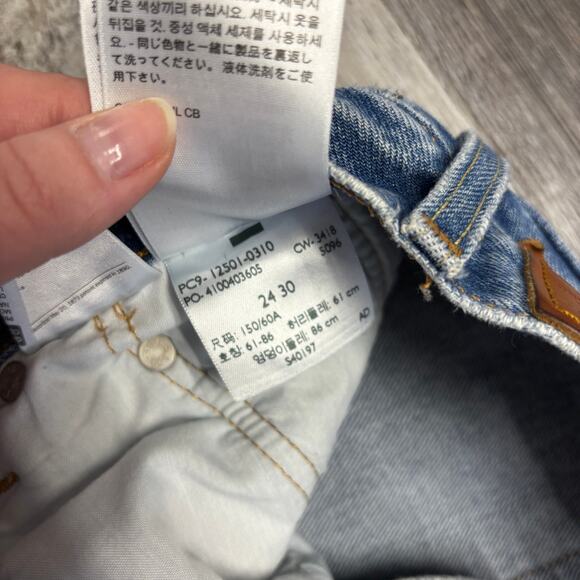 같은 색상끼리 하십시오. 세탁시 옷을
뒤집을 것. 중성 액체 세제를 사용하세
요. - 同じ色物と一緒に製品を裏返し
て洗ってください。液体洗剤をご使
用下さい。
CB
PC9- 12501-0310
CW-3418
PO- 4100403605
5096
24 30
尺码: 150/60A
허리둘레: 61 cm
호칭: 61-86
엉덩이둘레: 86 cm
S40197
AD